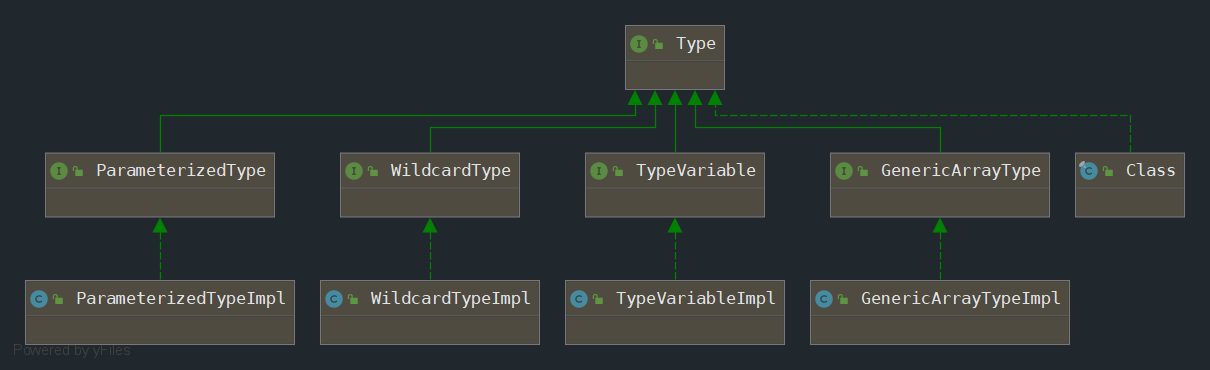 I Type
I ParameterizedType
I WildcardType
I TypeVariable
I GenericArrayType
C Class
C ParameterizedTypeImpl
C WildcardTypeImpl
C TypeVariableImpl
C GenericArrayTypeImpl
Powered by yFiles